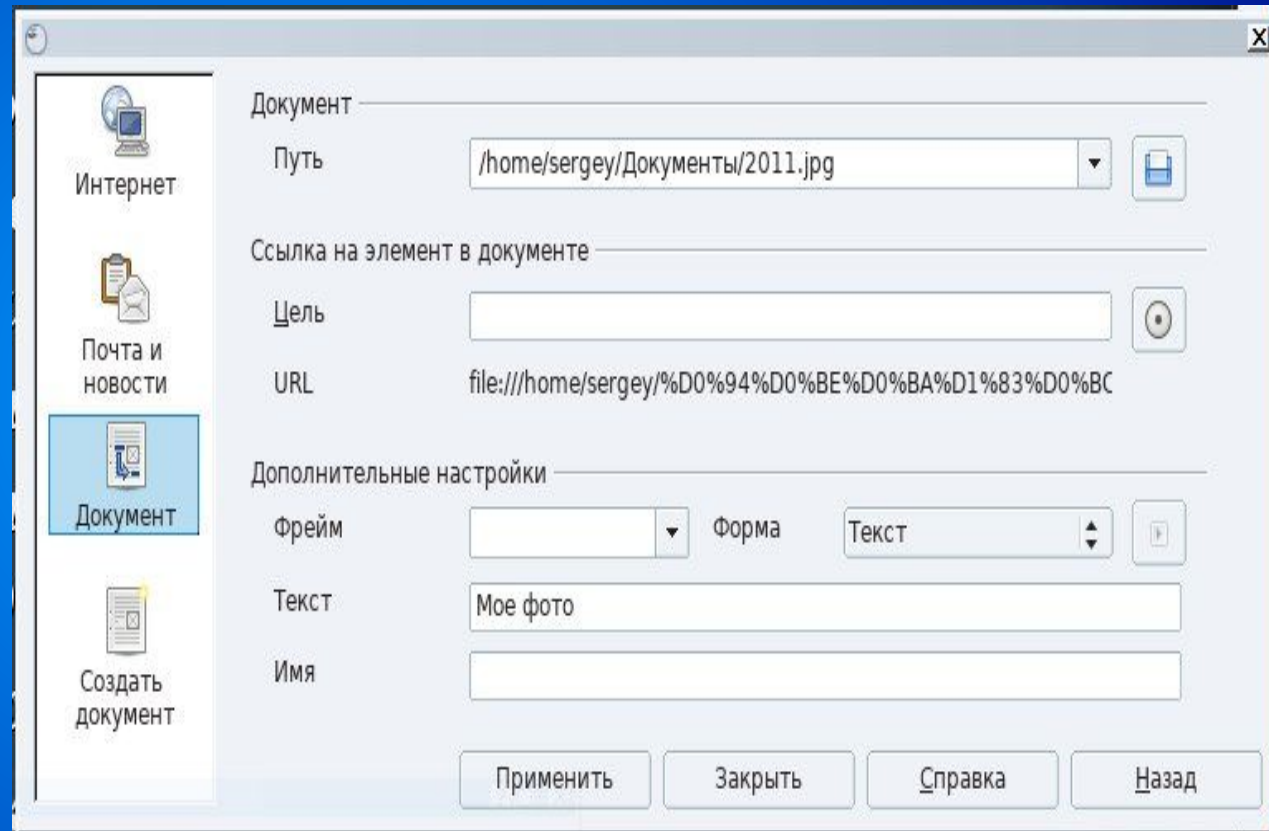 X
Интернет
Почта и
новости
Документ
Создать
документ
Документ
Путь
/home/sergey/Документы/2011.jpg
Ссылка на элемент в документе
Цель
URL
file:///home/sergey/%D0%94%D0%BE%D0%BA%D1%83%D0%BC
Дополнительные настройки
Фрейм
Форма
Текст
Текст
Мое фото
Имя
Применить
Закрыть
Справка
Назад